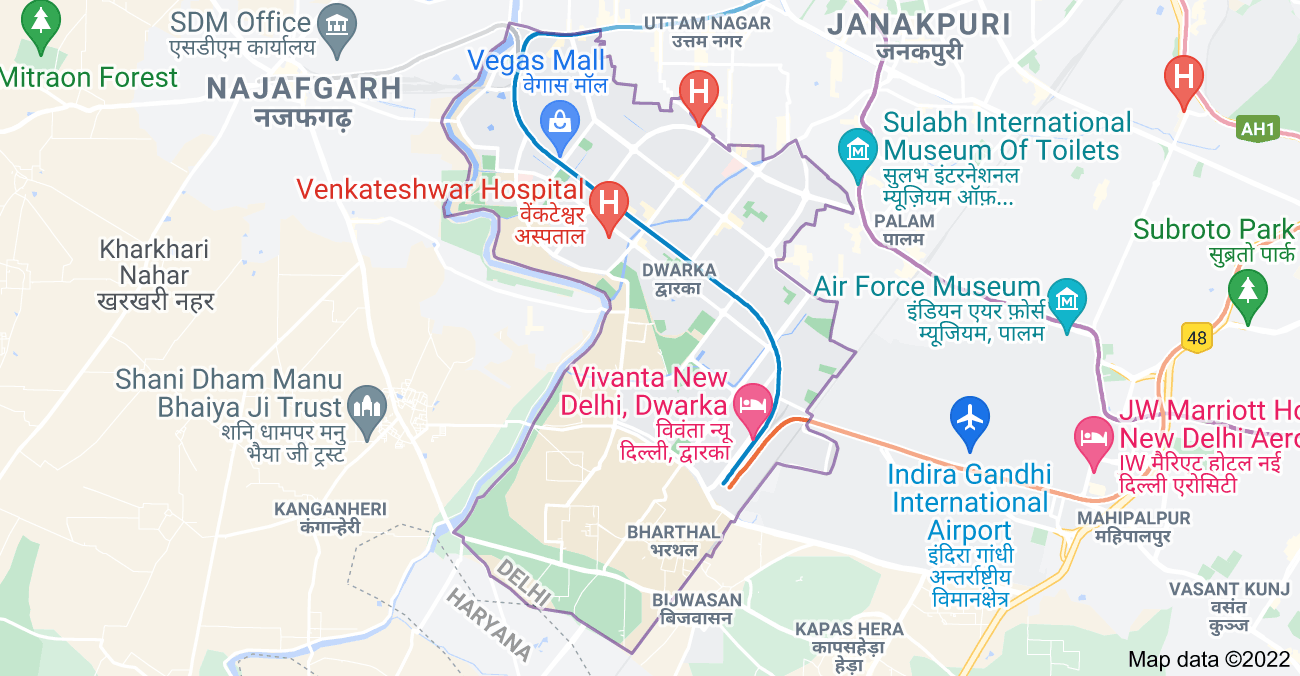 SDM Office
एसडीएम कार्यालय
UTTAM NAGAR
उत्तम नगर
JANAKPURI
जनकपुरी
Mitraon Forest
NAJAFGARH
नजफगढ़
Vegas Mall
वेगास मॉल
H
H
AH1
Sulabh International
Museum Of Toilets
सुलभ इंटरनेशनल
म्यूज़ियम ऑफ़...
Venkateshwar Hospital
वेंकटेश्वर
अस्पताल
H
PALAM
पालम
Subroto Park
सुब्रतो पार्क
Kharkhari
Nahar
खरखरी नहर
DWARKA
द्वारका
Air Force Museum
इंडियन एयर फ़ोर्स
म्यूजियम, पालम
48
Shani Dham Manu
Bhaiya Ji Trust
शनि धामपर मनु
भैया जी ट्रस्ट
Vivanta New
Delhi, Dwarka
विवंता न्यू
दिल्ली, द्वारका
JW Marriott Ho
New Delhi Aero
JW मैरिएट होटल नई
दिल्ली एरोसिटी
Indira Gandhi
International
Airport
इंदिरा गांधी
अन्तर्राष्ट्रीय
विमानक्षेत्र
KANGANHERI
कंगान्हेरी
BHARTHAL
भरथल
MAHIPALPUR
महिपालपुर
DELHI
HARYANA
BIJWASAN
बिजवासन
VASANT KUNJ
वसंत
कुञ्ज
KAPAS HERA
कापसहेड़ा
हेड़ा
Map data ©2022